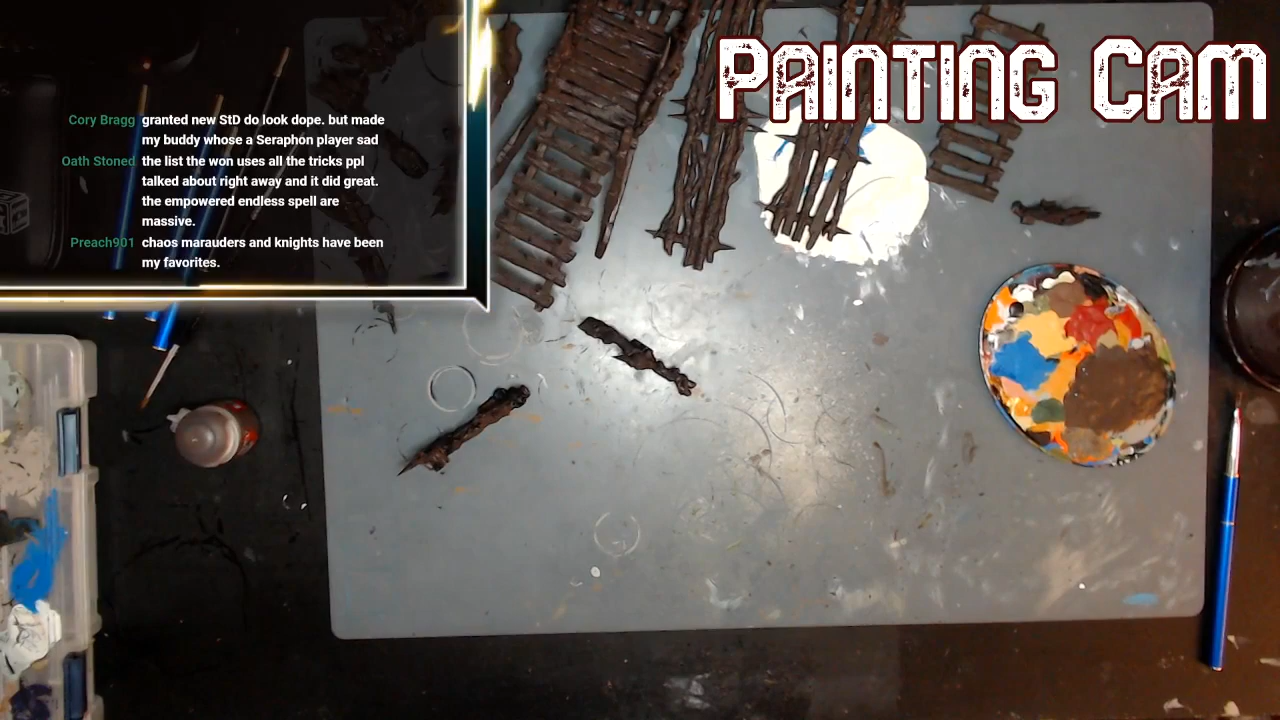 PAINTING CAM
Cory Bragg granted new StD do look dope. but made
my buddy whose a Seraphon player sad
Oath Stoned the list the won uses all the tricks ppl
talked about right away and it did great.
the empowered endless spell are
massive.
Preach901 chaos marauders and knights have been
my favorites.